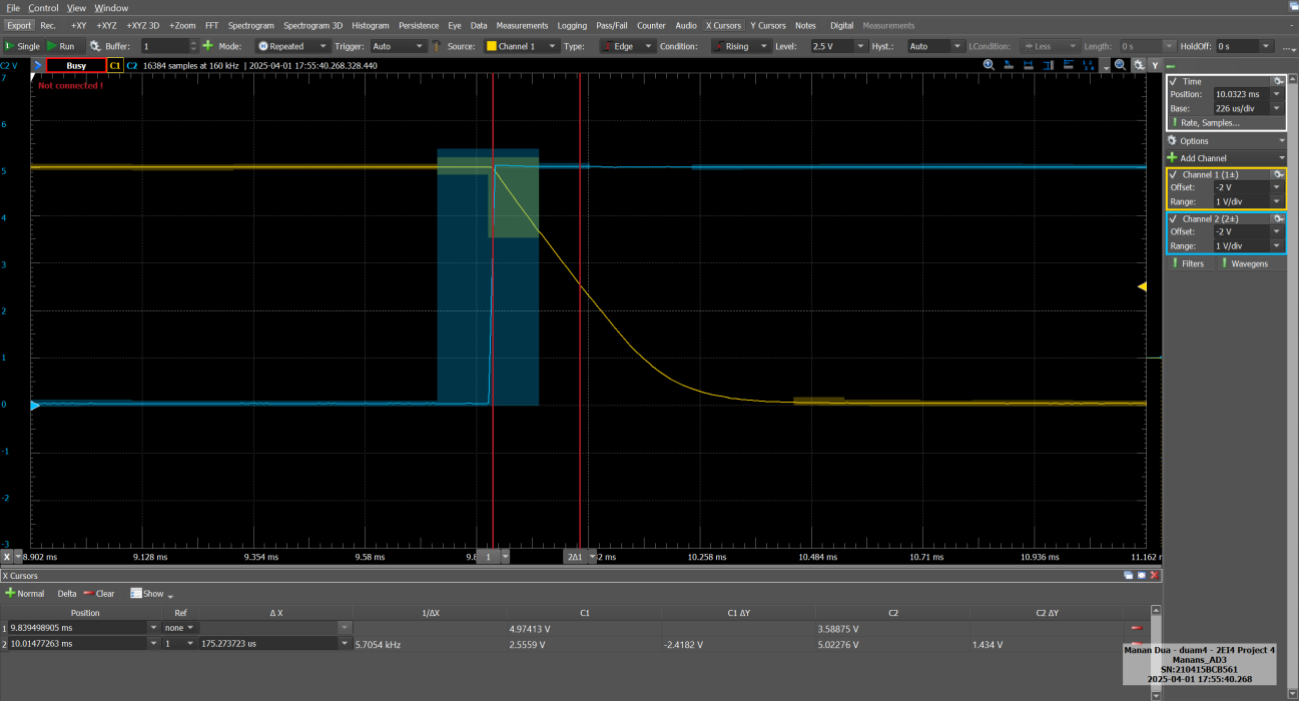 File Control View Window
Export Rec. +XY +XYZ +XYZ 3D +Zoom FFT Spectrogram Spectrogram 3D Histogram Persistence Eye Data Measurements Logging Pass/Fail Counter Audio X Cursors Y Cursors Notes Digital Measurements
Single Run Buffer: 1 Mode: Repeated Trigger: Auto Source: Channel 1 Type: Edge Condition: Rising Level: 2.5 V Hyst.: Auto LCondition: Less Length: 0 s HoldOff: 0 s ...
C2 V Busy C1 C2 16384 samples at 160 kHz | 2025-04-01 17:55:40.268.328.440 Y
Not connected !
7
6
5
4
3
2
1
0
-1
-2
-3
X 8.902 ms 9.128 ms 9.354 ms 9.58 ms 9.8 1 2Δ1 2 ms 10.258 ms 10.484 ms 10.71 ms 10.936 ms 11.162 r
Time
Position: 10.0323 ms
Base: 226 us/div
Rate, Samples...
Options
Add Channel
Channel 1 (1±)
Offset: -2 V
Range: 1 V/div
Channel 2 (2±)
Offset: -2 V
Range: 1 V/div
Filters Wavegens
X Cursors
Normal Delta Clear Show
Position Ref Δ X 1/ΔX C1 C1 ΔY C2 C2 ΔY
1 9.839498905 ms none 4.97413 V 3.58875 V
2 10.01477263 ms 1 175.273723 us 5.7054 kHz 2.5559 V -2.4182 V 5.02276 V 1.434 V
Manan Dua - duam4 - 2EI4 Project 4
Manans_AD3
SN:210415BCB561
2025-04-01 17:55:40.268